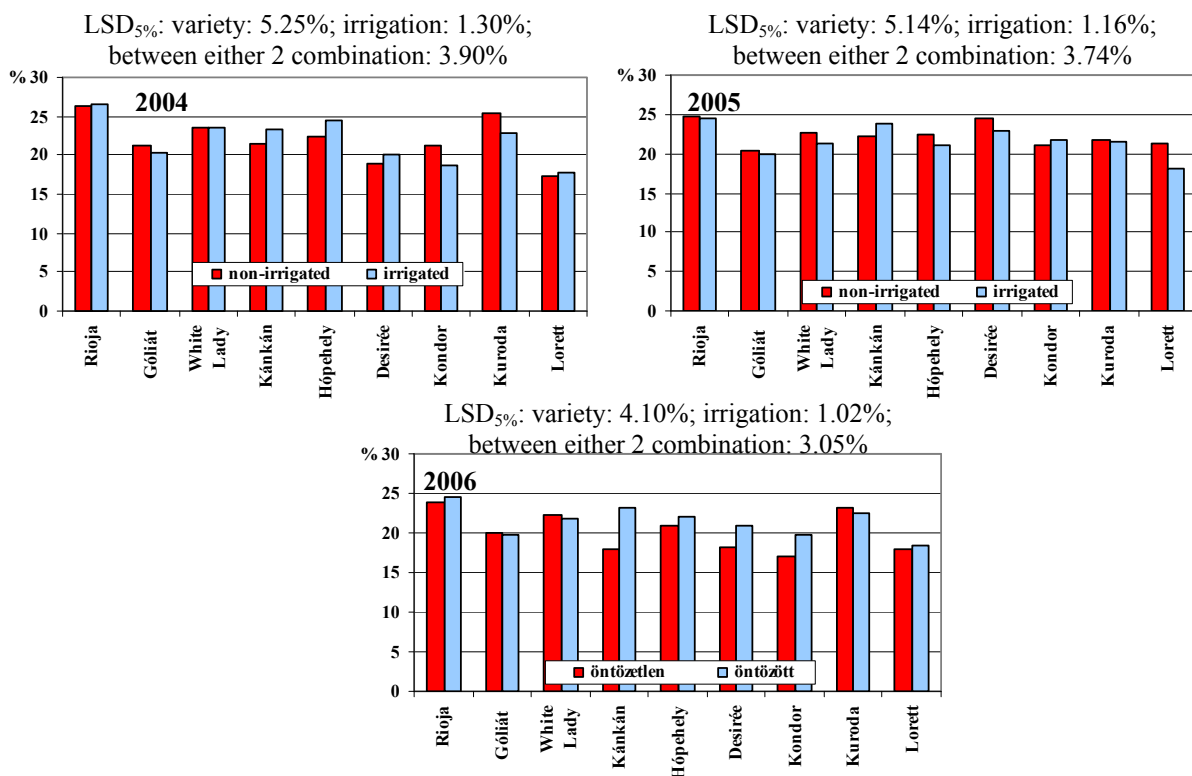 LSD5%: variety: 5.25%; irrigation: 1.30%;
between either 2 combination: 3.90%
% 30
25
20
15
10
5
0
2004
non-irrigated irrigated
Rioja
Góliát
White
Lady
Kánkán
Hópehely
Desirée
Kondor
Kuroda
Lorett
LSD5%: variety: 5.14%; irrigation: 1.16%;
between either 2 combination: 3.74%
% 30
25
20
15
10
5
0
2005
non-irrigated irrigated
Rioja
Góliát
White
Lady
Kánkán
Hópehely
Desirée
Kondor
Kuroda
Lorett
LSD5%: variety: 4.10%; irrigation: 1.02%;
between either 2 combination: 3.05%
% 30
25
20
15
10
5
0
2006
öntözetlen öntözött
Rioja
Góliát
White
Lady
Kánkán
Hópehely
Desirée
Kondor
Kuroda
Lorett